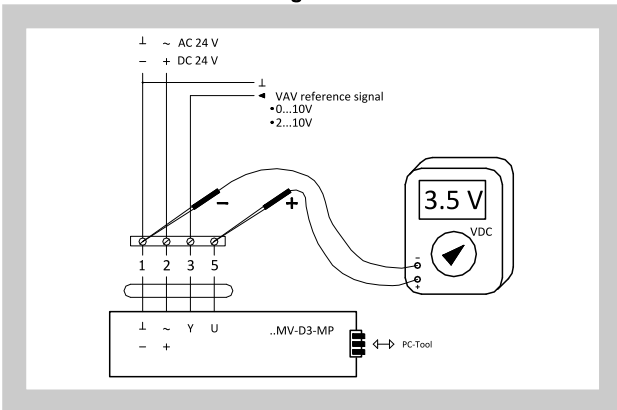 ⊥ ~ AC 24 V
− + DC 24 V
⊥
◄ VAV reference signal
•0...10V
•2...10V
− +
3.5 V
VDC
−
+
1 2 3 5
⊥ ~ Y U
..MV-D3-MP
− +
PC-Tool